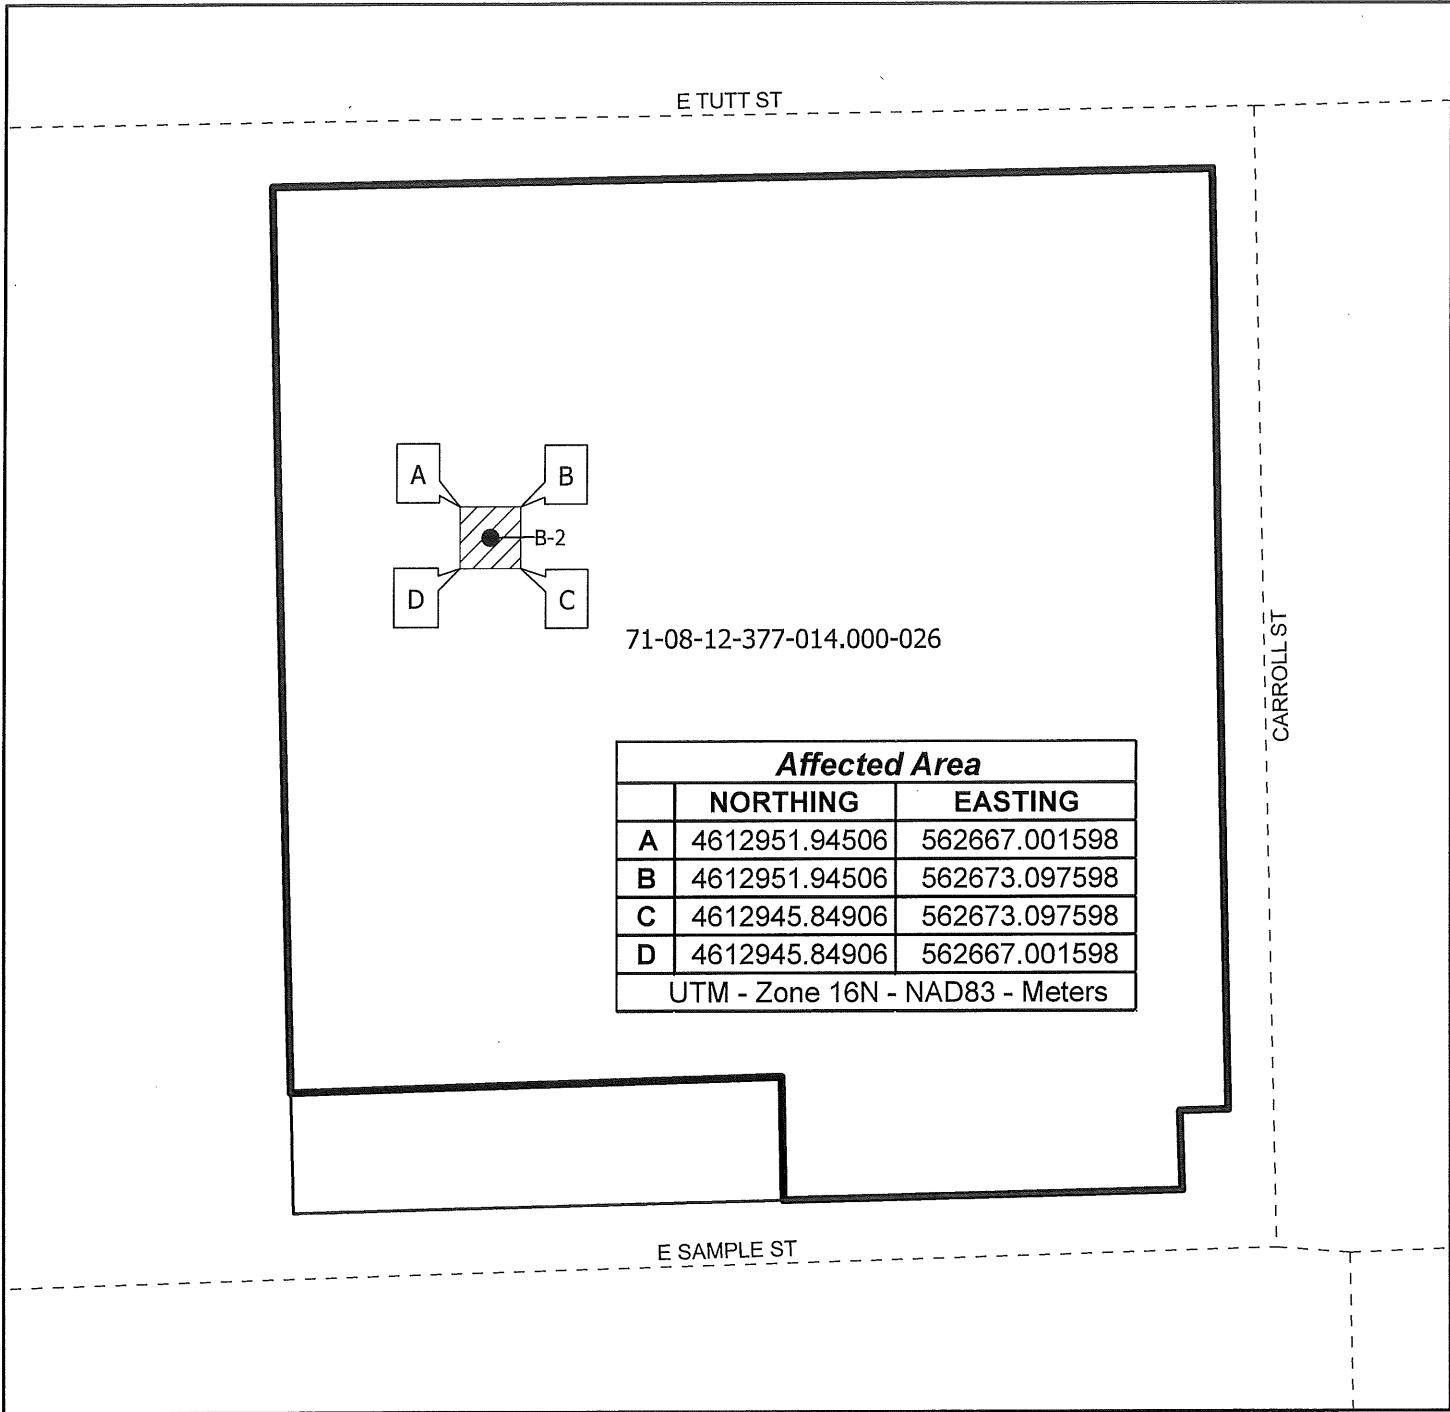 E TUTT ST
A
B
B-2
D
C
71-08-12-377-014.000-026
CARROLL ST
Affected Area
NORTHING EASTING
A 4612951.94506 562667.001598
B 4612951.94506 562673.097598
C 4612945.84906 562673.097598
D 4612945.84906 562667.001598
UTM - Zone 16N - NAD83 - Meters
E SAMPLE ST